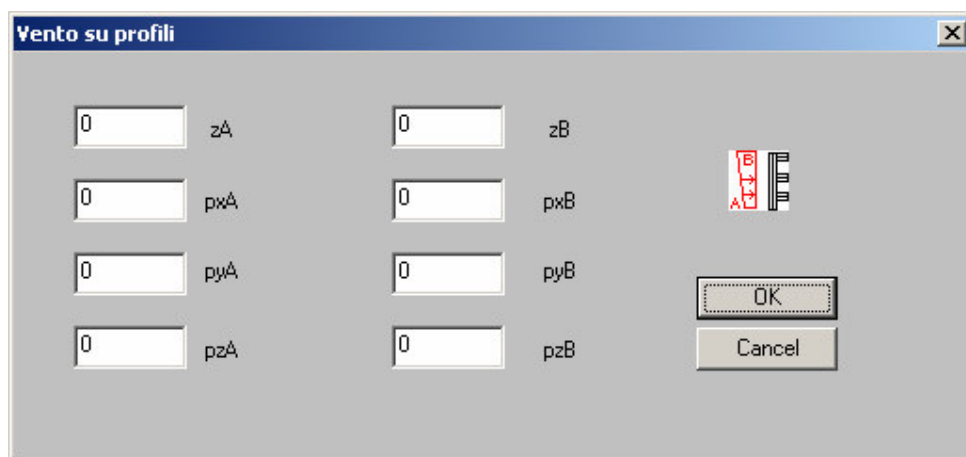 Vento su profili
0 zA 0 zB
0 pxA 0 pxB
0 pyA 0 pyB
0 pzA 0 pzB
B
A
OK
Cancel